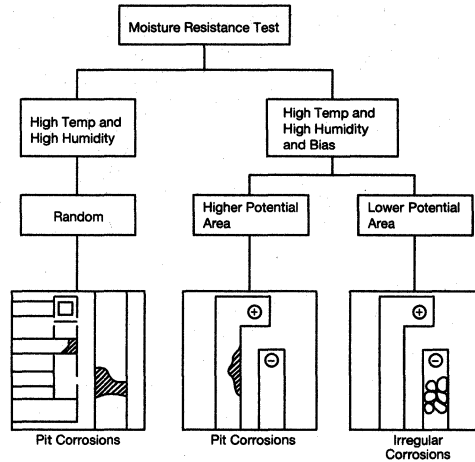 Moisture Resistance Test
High Temp and
High Humidity
High Temp and
High Humidity
and Bias
Random
Higher Potential
Area
Lower Potential
Area
+
−
+
−
Pit Corrosions
Pit Corrosions
Irregular
Corrosions